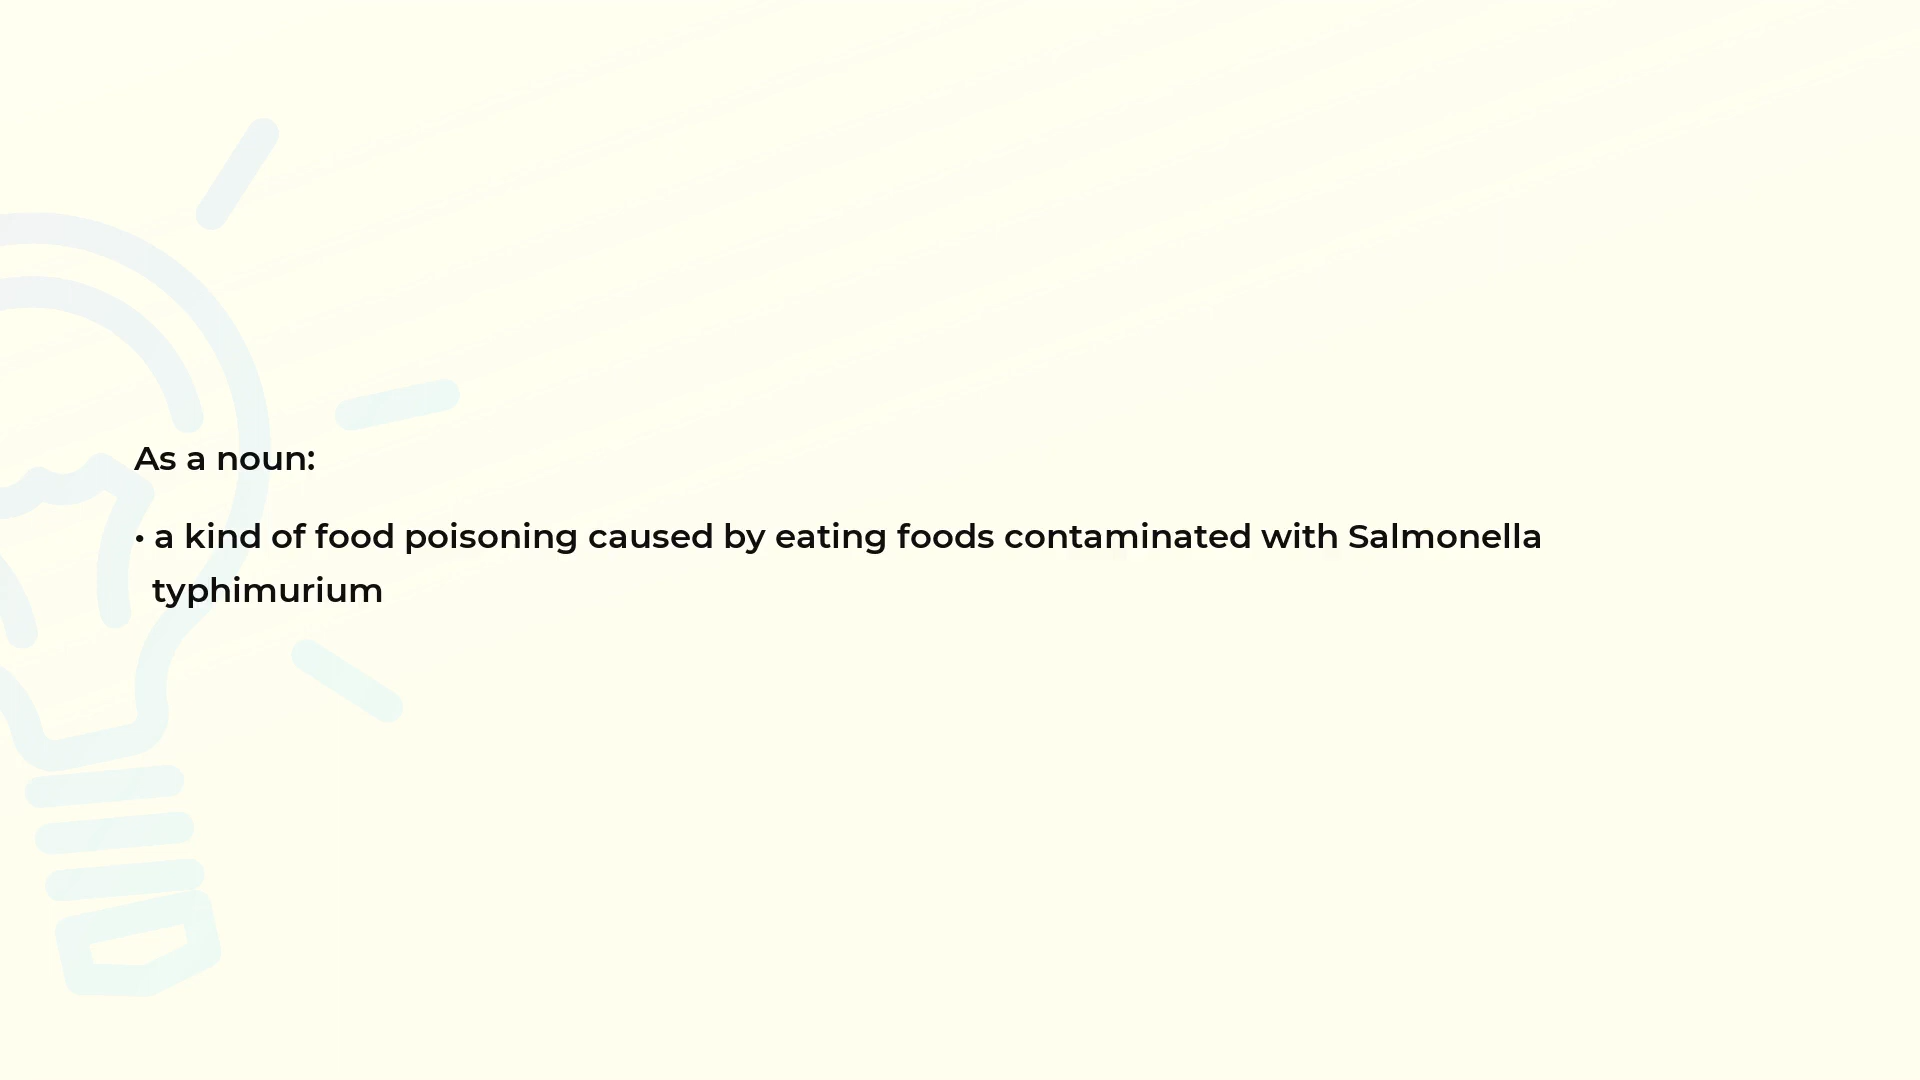 As a noun:
• a kind of food poisoning caused by eating foods contaminated with Salmonella
typhimurium